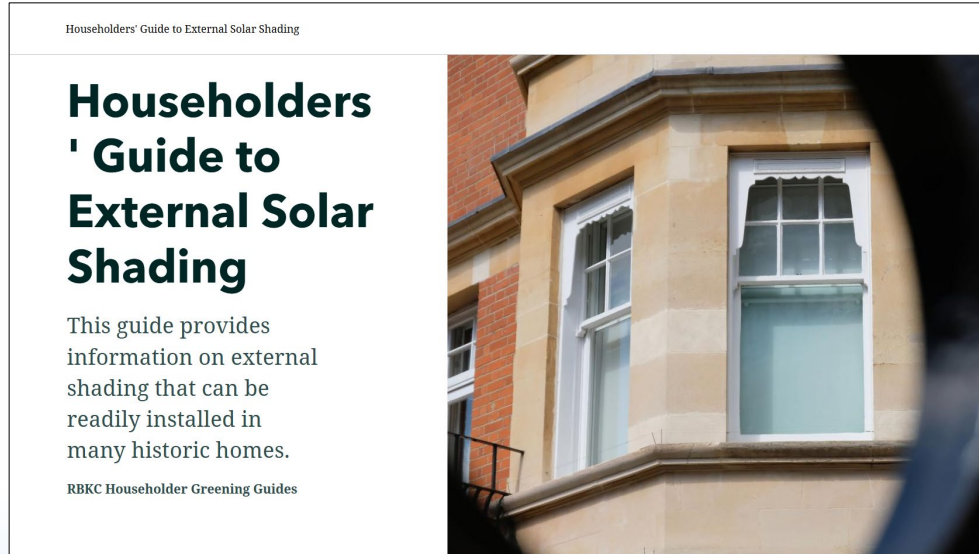 Householders' Guide to External Solar Shading
Householders
' Guide to
External Solar
Shading
This guide provides
information on external
shading that can be
readily installed in
many historic homes.
RBKC Householder Greening Guides